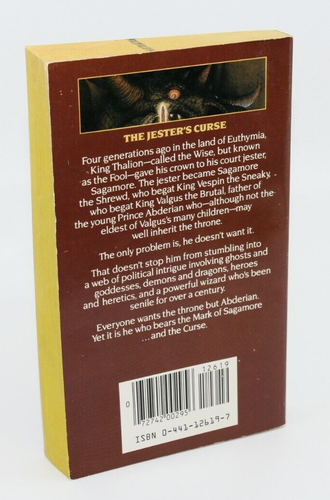 THE JESTER'S CURSE
Four generations ago in the land of Euthymia,
King Thalion—called the Wise, but known
as the Fool—gave his crown to his court jester,
Sagamore. The jester became Sagamore
the Shrewd, who begat King Vespin the Sneaky,
who begat King Valgus the Brutal, father of
the young Prince Abderian who—although not the
eldest of Valgus's many children—may
well inherit the throne.
The only problem is, he doesn't want it.
That doesn't stop him from stumbling into
a web of political intrigue involving ghosts and
goddesses, demons and dragons, heroes
and heretics, and a powerful wizard who's been
senile for over a century.
Everyone wants the throne but Abderian.
Yet it is he who bears the Mark of Sagamore
...and the Curse.
12619
0
72742 00295
ISBN 0-441-12619-7